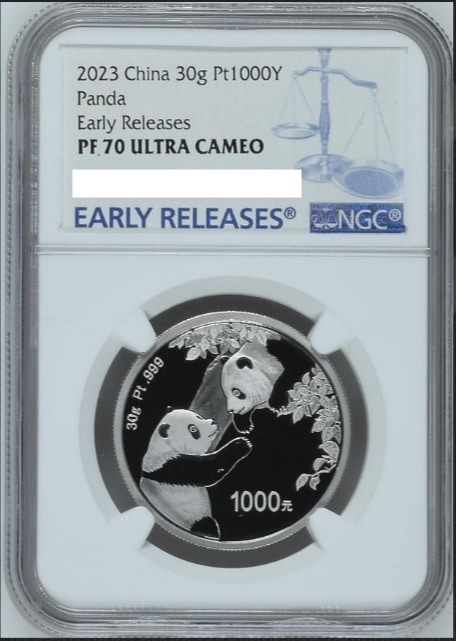 2023 China 30g Pt1000Y
Panda
Early Releases
PF 70 ULTRA CAMEO
EARLY RELEASES®
NGC®
30g Pt .999
1000元